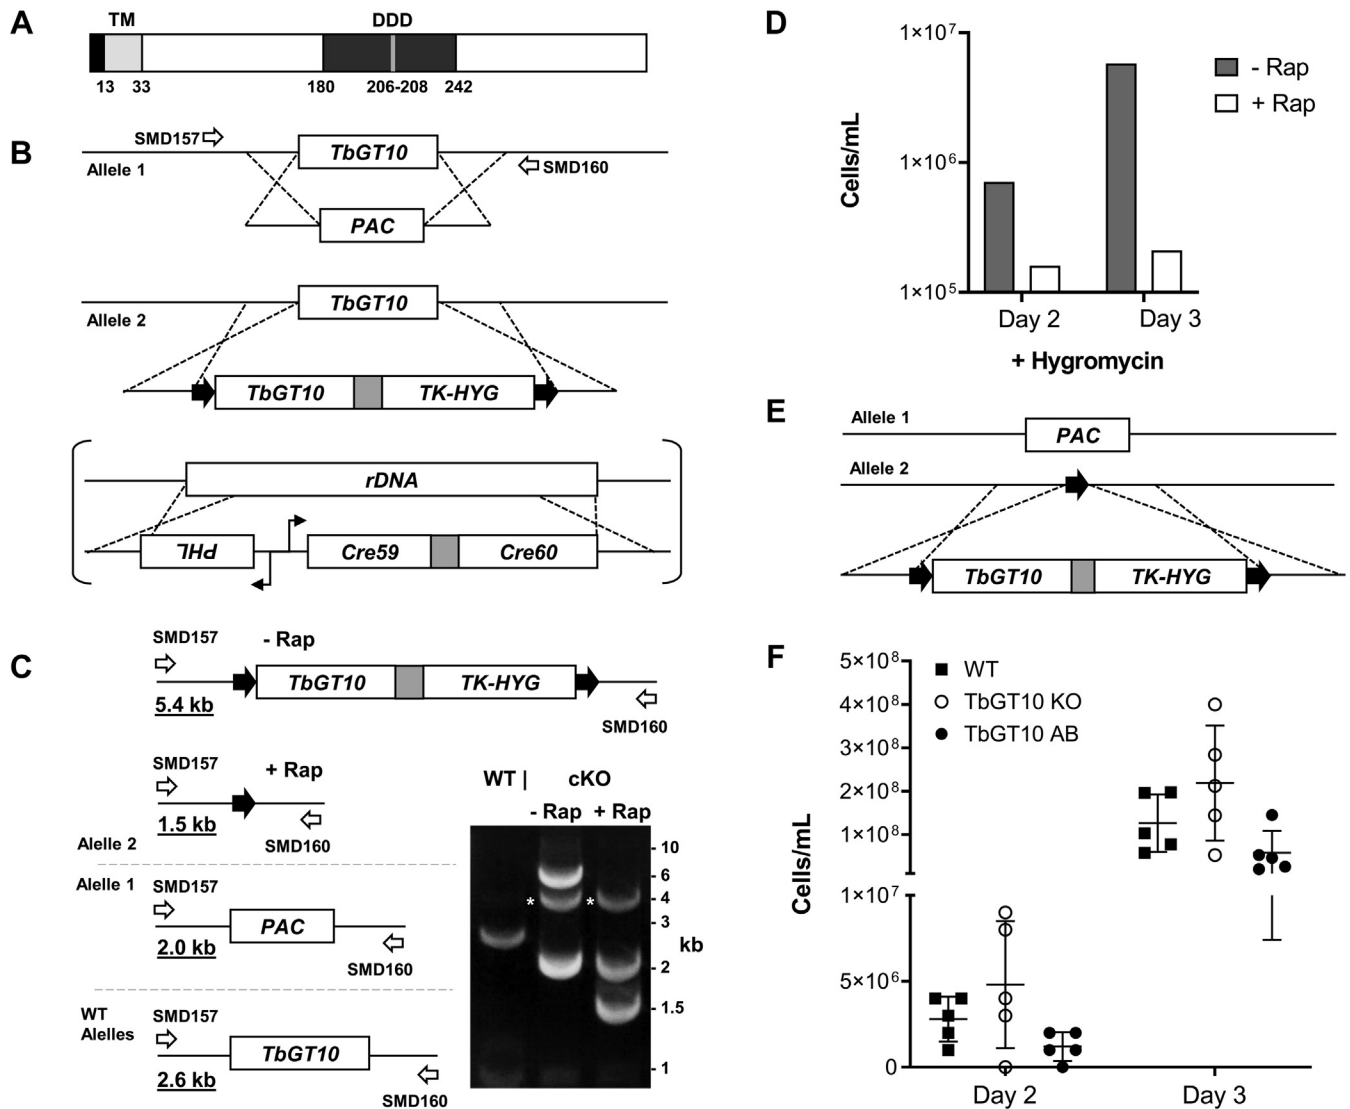 A
TM
DDD
13 33 180 206-208 242
B
SMD157
TbGT10
Allele 1
SMD160
PAC
TbGT10
Allele 2
TbGT10 TK-HYG
rDNA
PHL Cre59 Cre60
C
SMD157 - Rap
TbGT10 TK-HYG
5.4 kb
SMD160
SMD157 + Rap
1.5 kb
SMD160
Alelle 2
Alelle 1
SMD157
PAC
2.0 kb
SMD160
WT
Alelles
SMD157
TbGT10
2.6 kb
SMD160
WT | cKO
- Rap + Rap
* *
10
6
4
3
kb
2
1.5
1
D
Cells/mL
1×10⁷
1×10⁶
1×10⁵
- Rap
+ Rap
Day 2 Day 3
+ Hygromycin
E
Allele 1
PAC
Allele 2
TbGT10 TK-HYG
F
Cells/mL
5×10⁸
4×10⁸
3×10⁸
2×10⁸
1×10⁸
1×10⁷
5×10⁶
0
WT
TbGT10 KO
TbGT10 AB
Day 2 Day 3